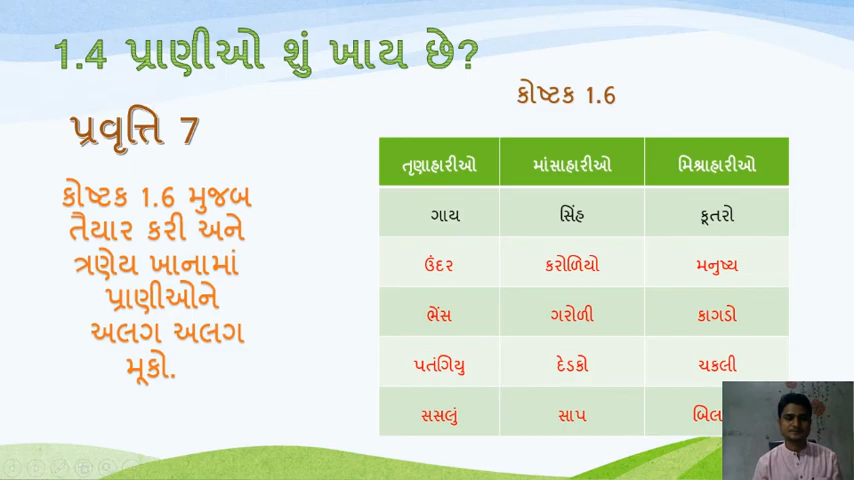 1.4 પ્રાણીઓ શું ખાય છે?
પ્રવૃત્તિ 7
કોષ્ટક 1.6 મુજબ
તૈયાર કરી અને
ત્રણેય ખાનામાં
પ્રાણીઓને
અલગ અલગ
મૂકો.
કોષ્ટક 1.6
તૃણાહારીઓ માંસાહારીઓ મિશ્રાહારીઓ
ગાય સિંહ કૂતરો
ઉંદર કરોળિયો મનુષ્ય
ભેંસ ગરોળી કાગડો
પતંગિયુ દેડકો ચકલી
સસલું સાપ